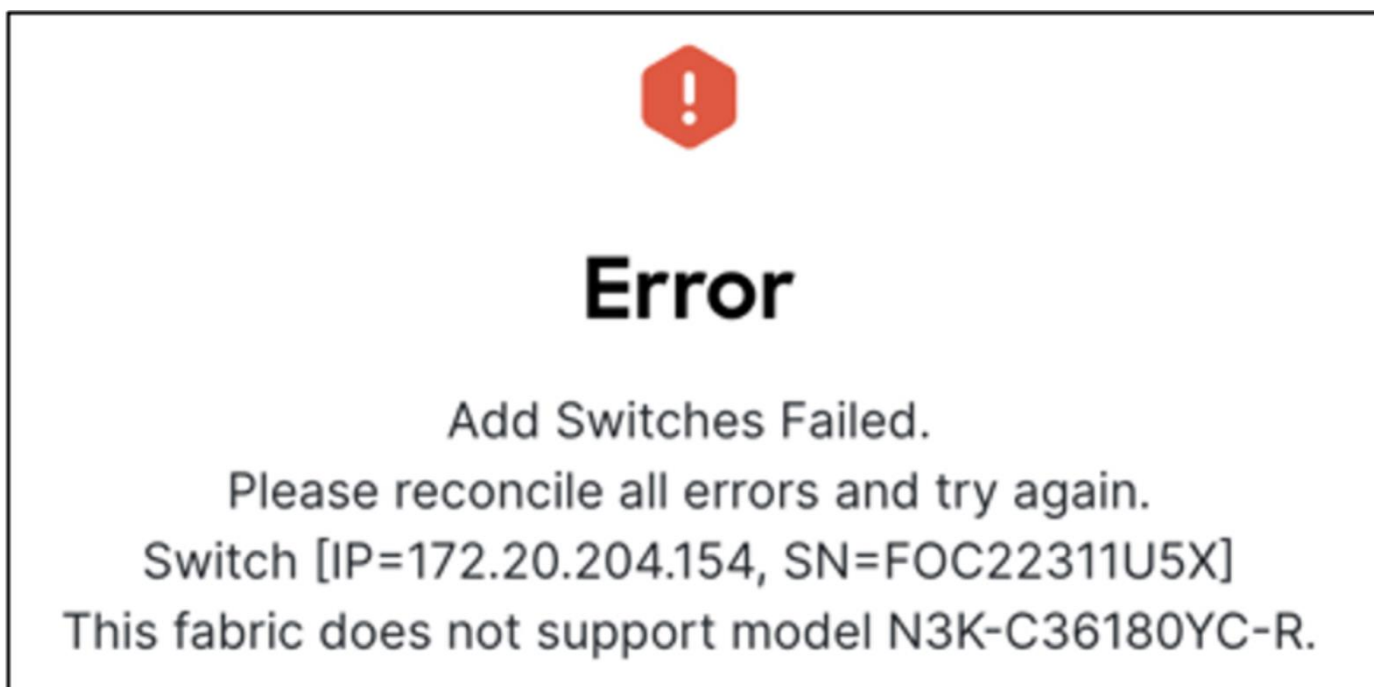 Error
Add Switches Failed.
Please reconcile all errors and try again.
Switch [IP=172.20.204.154, SN=FOC22311U5X]
This fabric does not support model N3K-C36180YC-R.